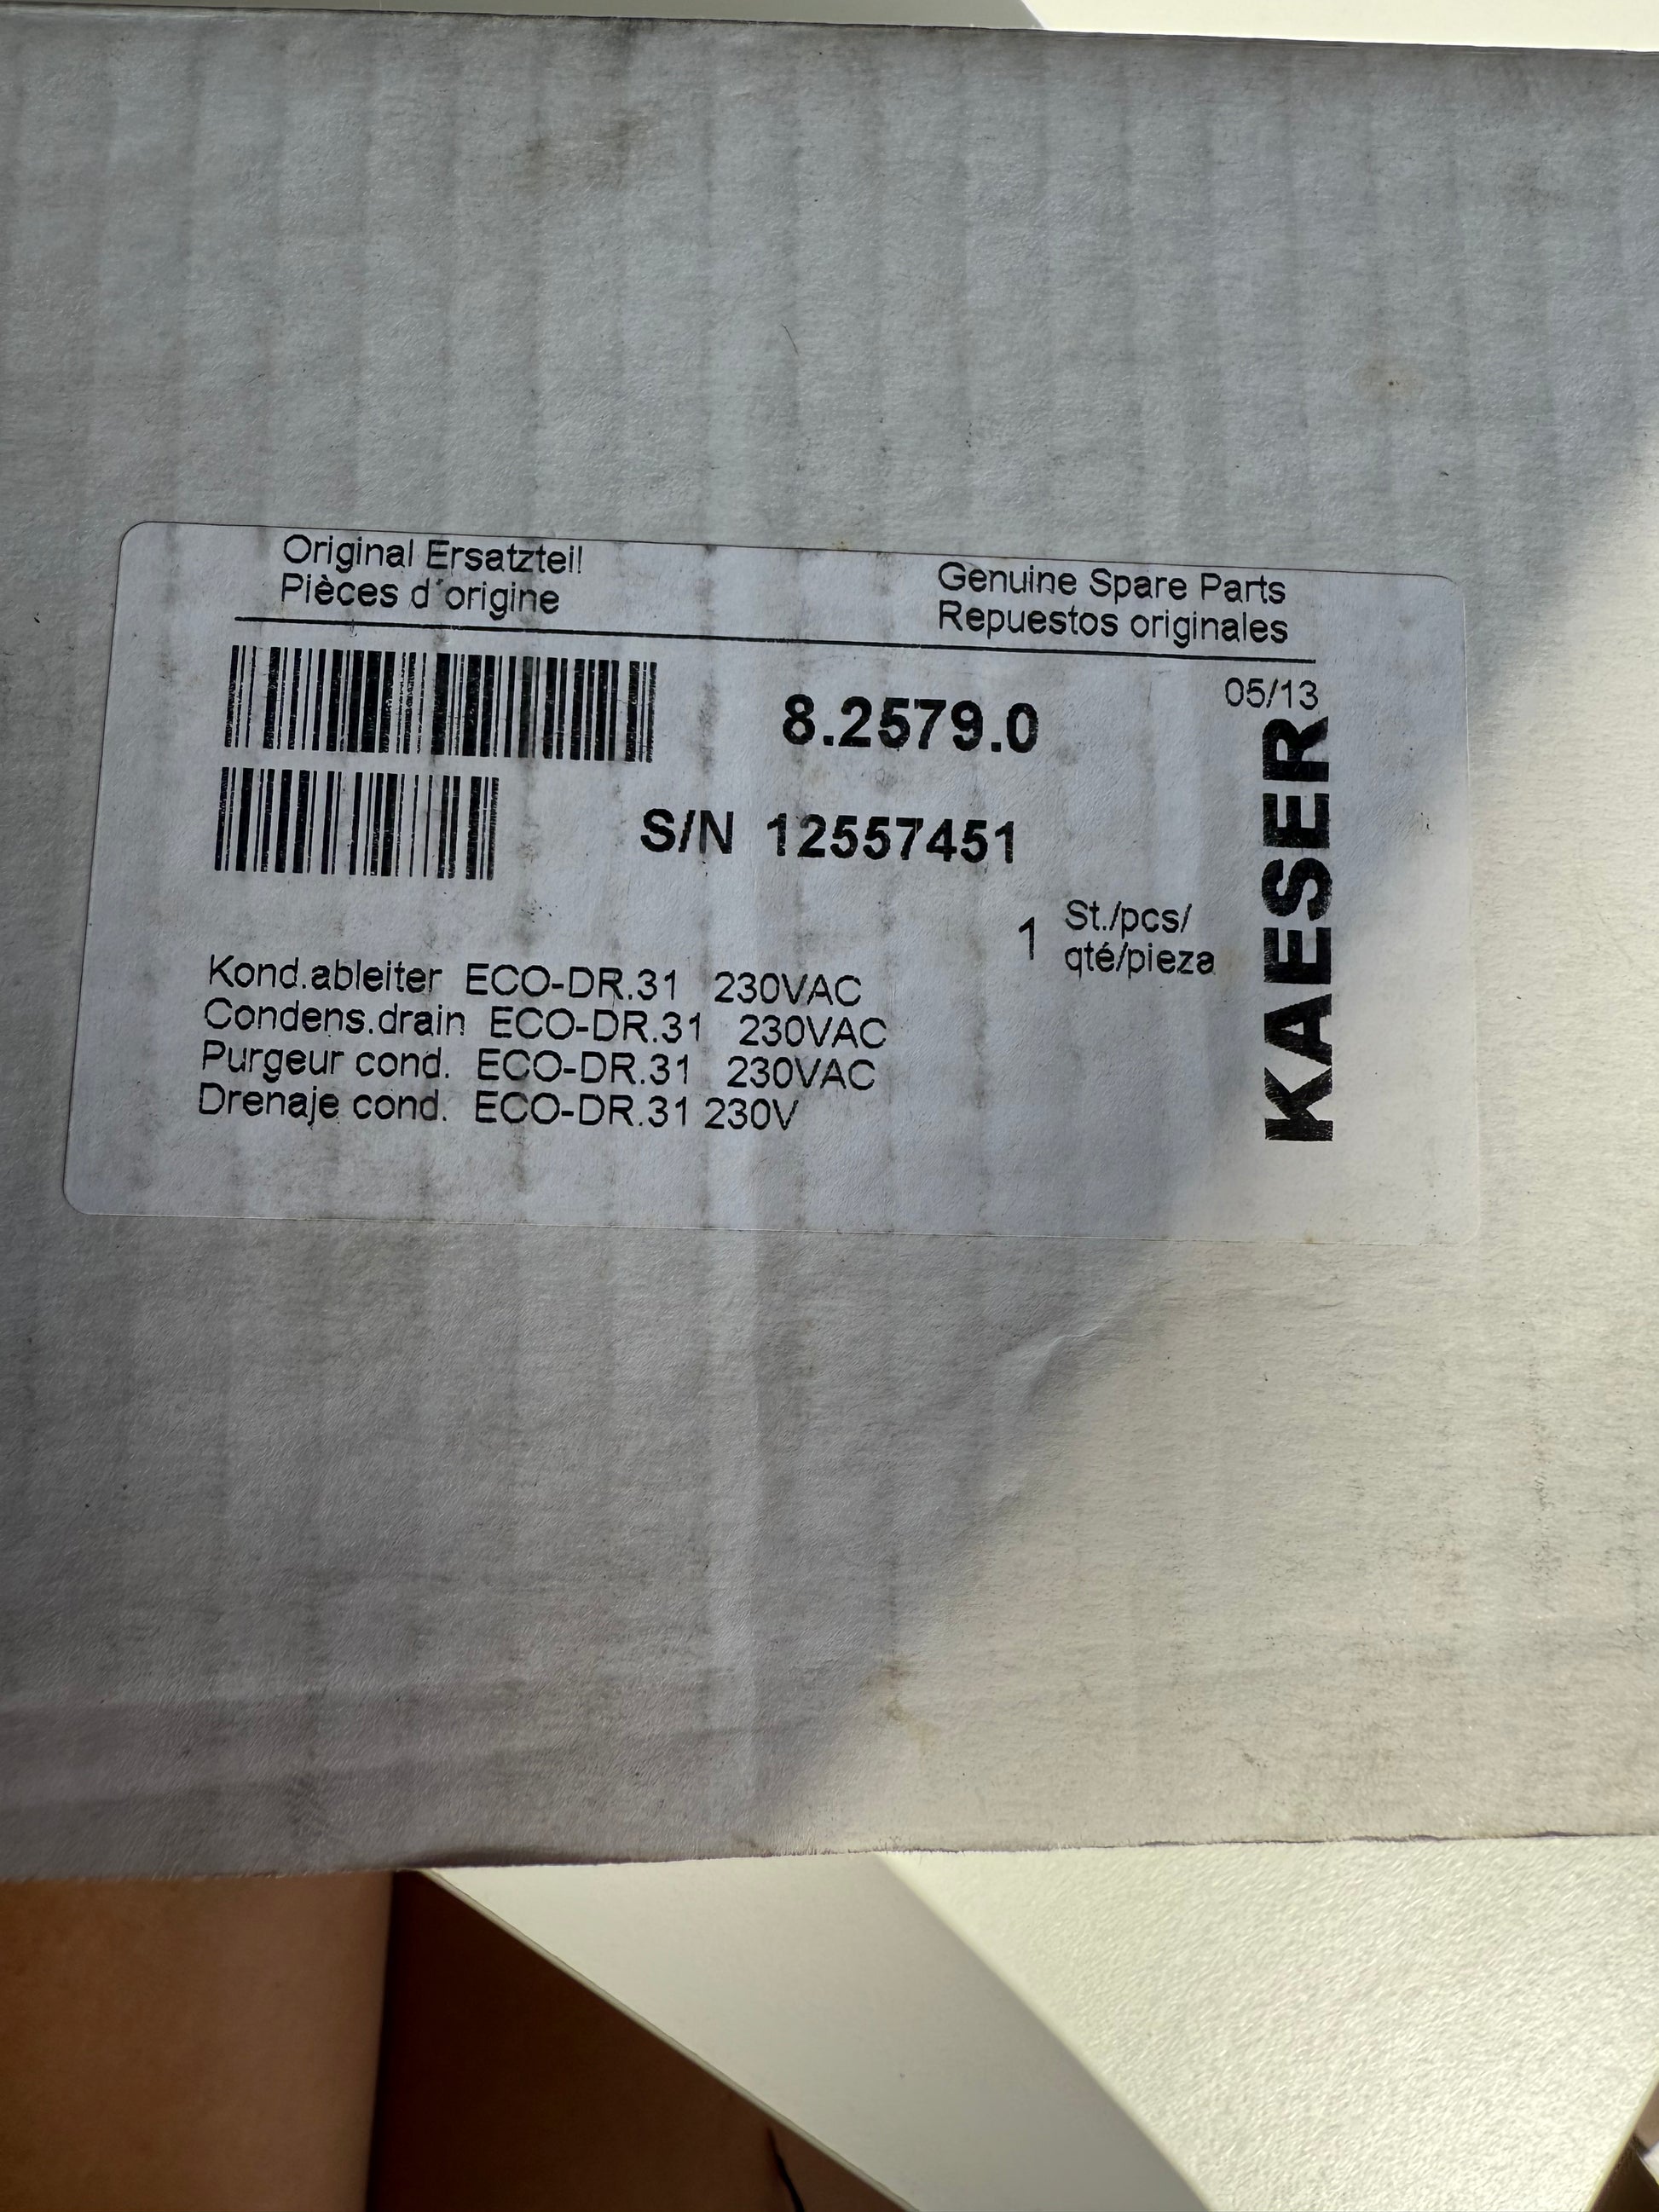 Original Ersatzteil
Pièces d´origine
Genuine Spare Parts
Repuestos originales
05/13
8.2579.0
S/N 12557451
1 St./pcs/
qté/pieza
KAESER
Kond.ableiter ECO-DR.31 230VAC
Condens.drain ECO-DR.31 230VAC
Purgeur cond. ECO-DR.31 230VAC
Drenaje cond. ECO-DR.31 230V